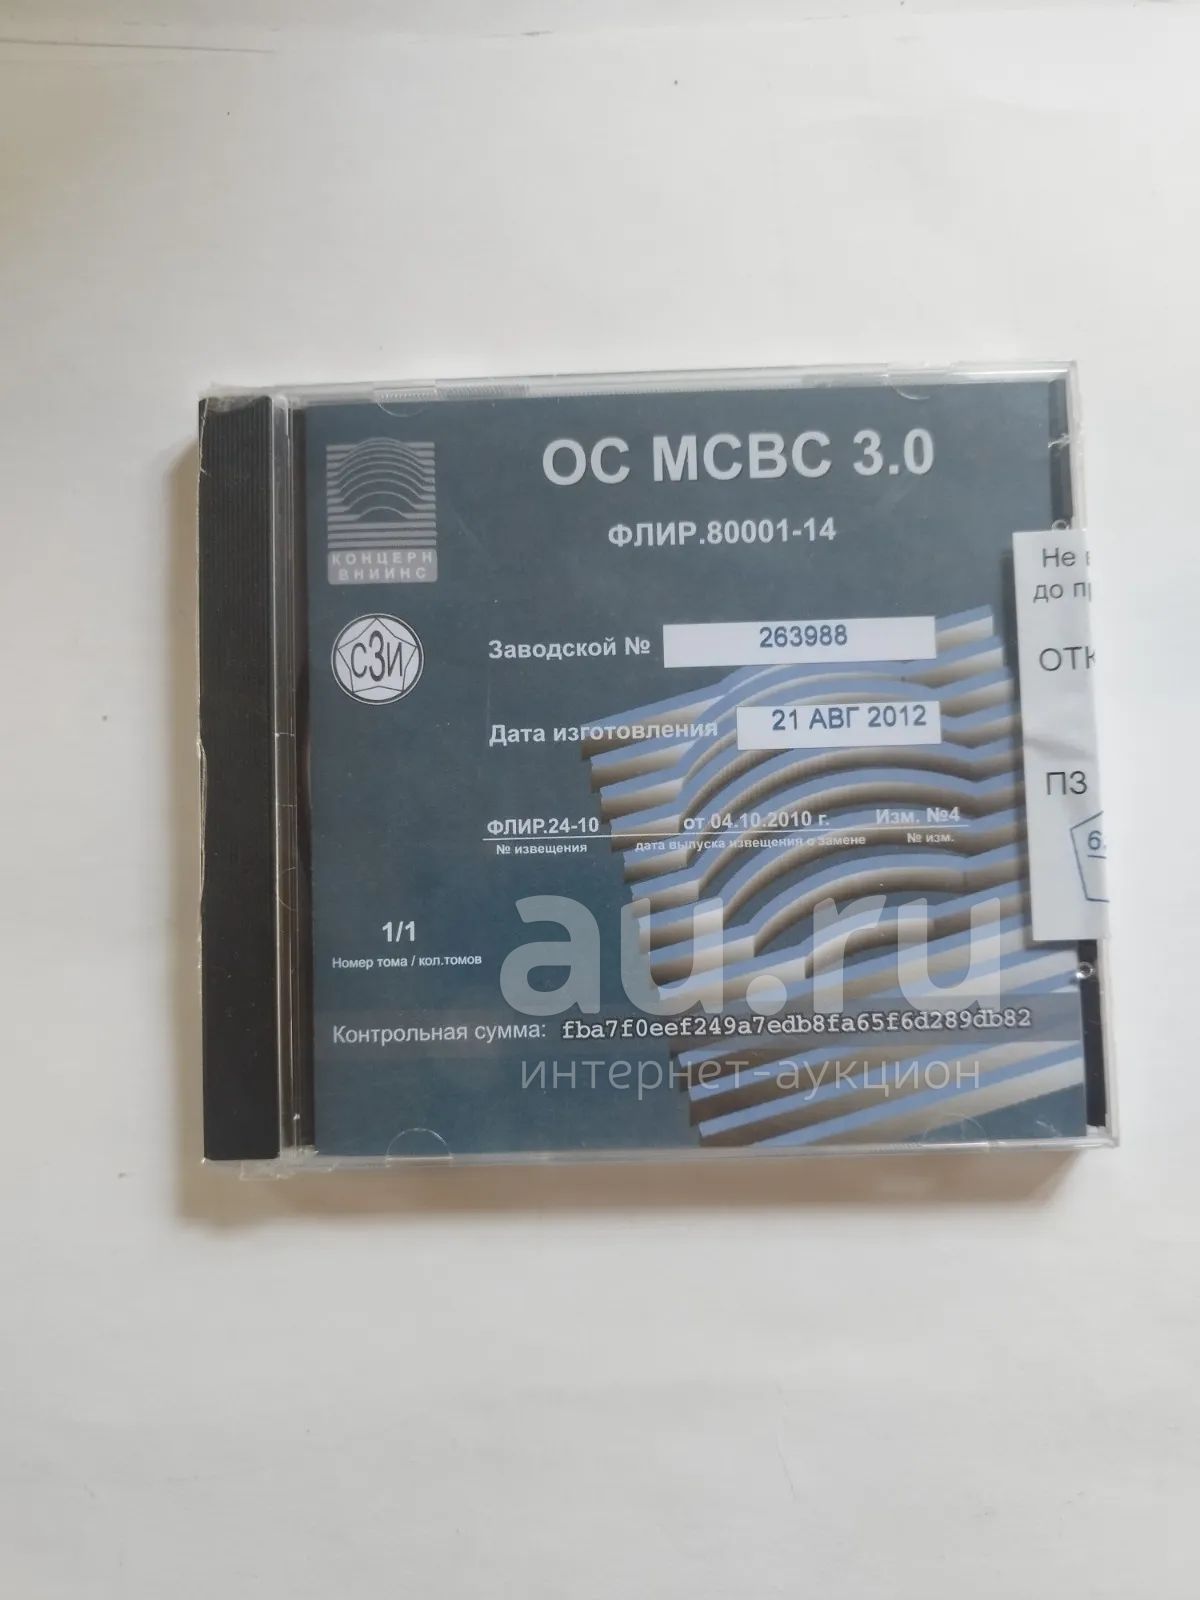 ОС МСВС 3.0
ФЛИР.80001-14
КОНЦЕРН
ВНИИНС
Не
до
ОТК
ПЗ
СЗИ
Заводской № 263988
Дата изготовления 21 АВГ 2012
ФЛИР.24-10 от 04.10.2010 г. Изм. №4
№ извещения дата выпуска извещения о замене № изм.
1/1
Номер тома / кол.томов
au.ru
Контрольная сумма: fba7f0eef249a7edb8fa65f6d289db82
интернет-аукцион